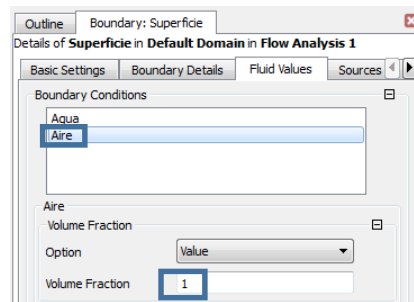 Outline Boundary: Superficie
Details of Superficie in Default Domain in Flow Analysis 1
Basic Settings Boundary Details Fluid Values Sources
Boundary Conditions
Aqua
Aire
Aire
Volume Fraction
Option Value
Volume Fraction 1